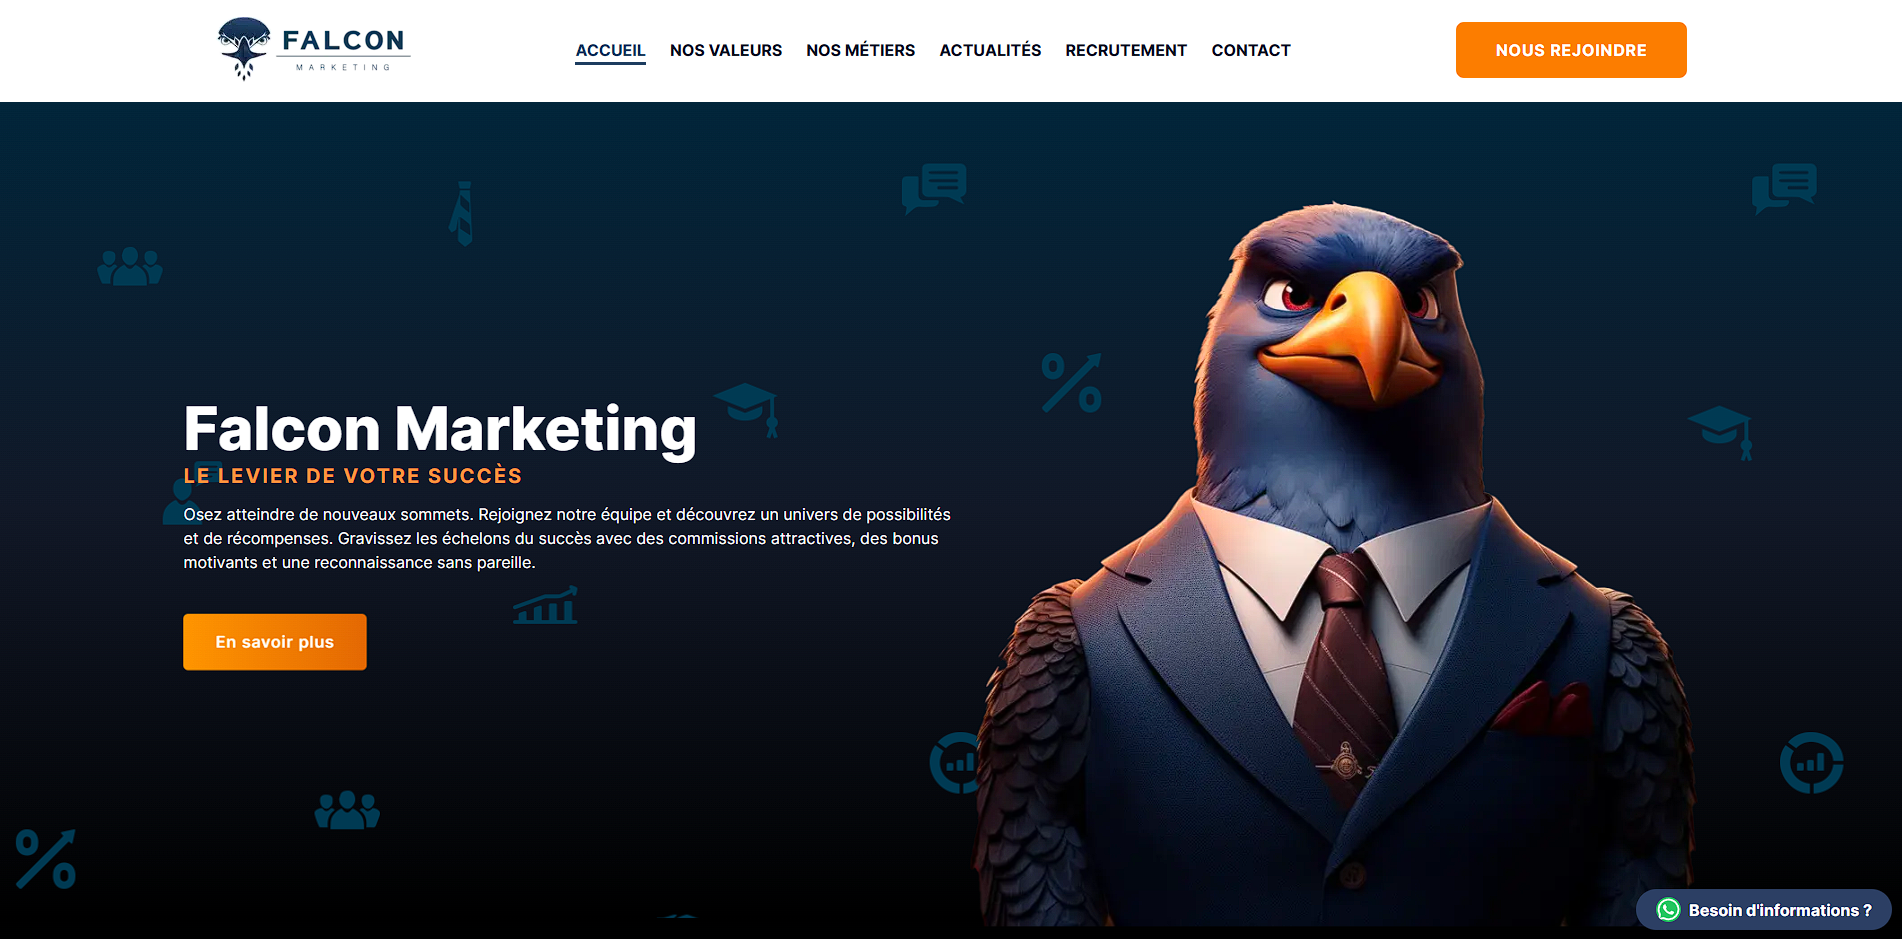 FALCON
MARKETING
ACCUEIL
NOS VALEURS
NOS MÉTIERS
ACTUALITÉS
RECRUTEMENT
CONTACT
NOUS REJOINDRE
Falcon Marketing
LE LEVIER DE VOTRE SUCCÈS
Osez atteindre de nouveaux sommets. Rejoignez notre équipe et découvrez un univers de possibilités
et de récompenses. Gravissez les échelons du succès avec des commissions attractives, des bonus
motivants et une reconnaissance sans pareille.
En savoir plus
Besoin d'informations ?